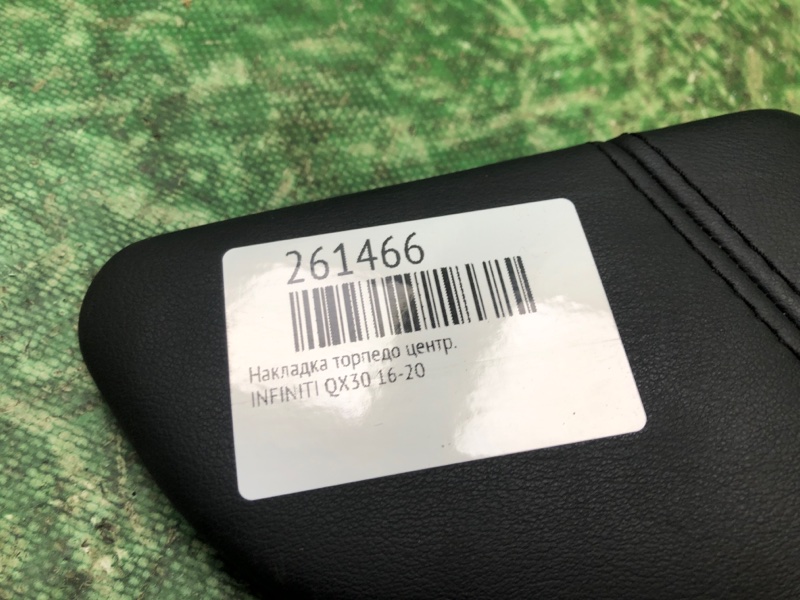 261466
Накладка торпедо центр.
INFINITI QX30 16-20